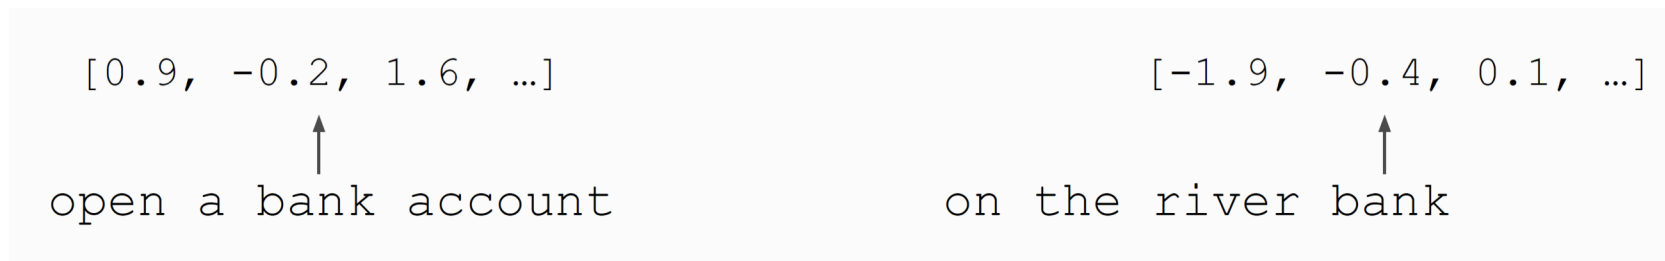 [0.9, -0.2, 1.6, …] [-1.9, -0.4, 0.1, …]
open a bank account on the river bank